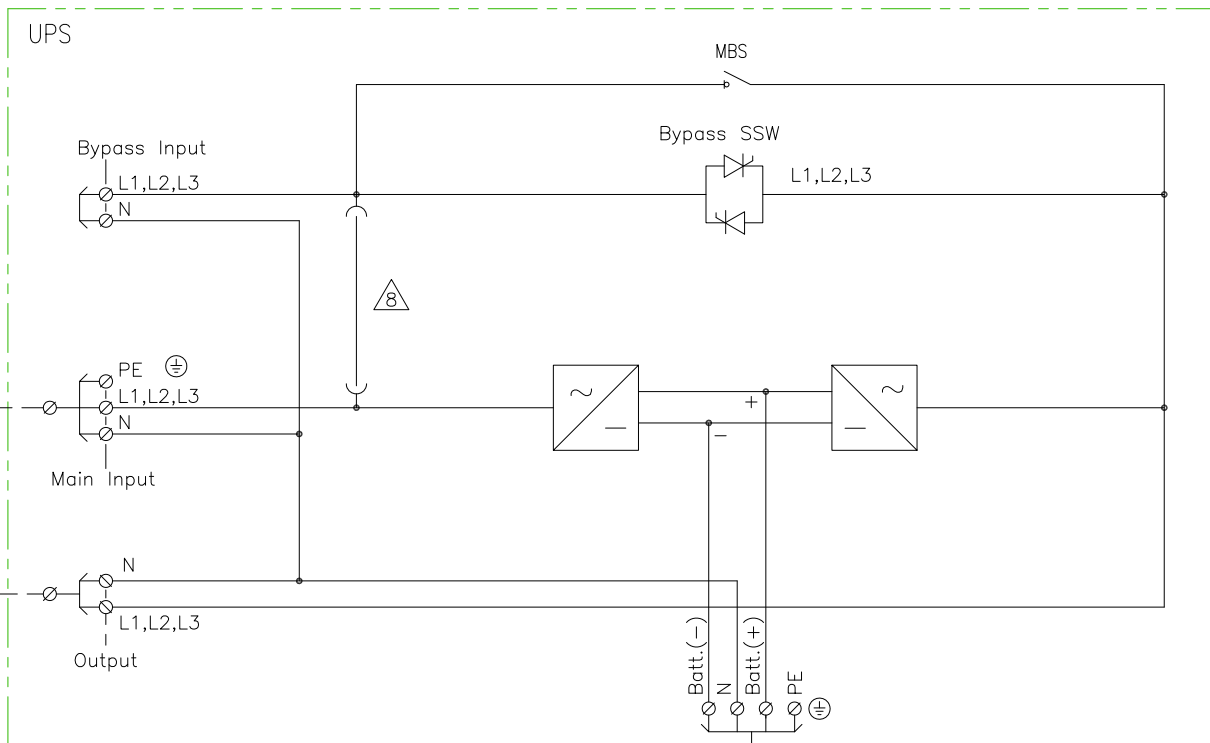 UPS
MBS
Bypass Input
Bypass SSW
L1,L2,L3
L1,L2,L3
N
8
PE
L1,L2,L3
N
+
-
Main Input
N
L1,L2,L3
Output
Batt.(-)
N
Batt.(+)
PE